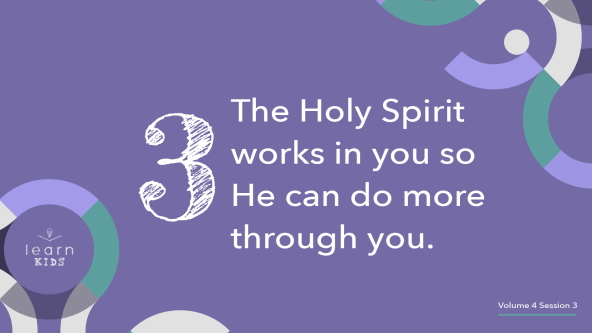 3
The Holy Spirit
works in you so
He can do more
through you.
learn
KIDS
Volume 4 Session 3